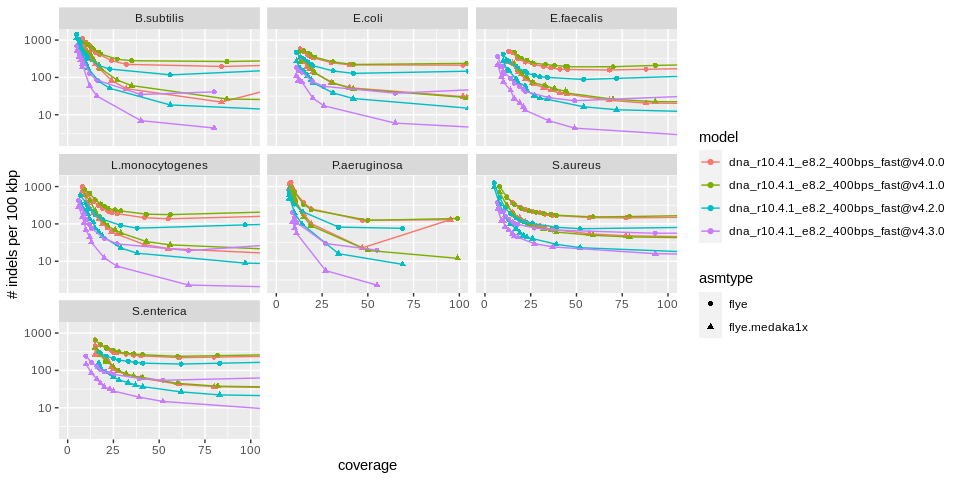 B.subtilis
E.coli
E.faecalis
1000
100
10
L.monocytogenes
P.aeruginosa
S.aureus
1000
100
10
0 25 50 75 100
0 25 50 75 100
S.enterica
1000
100
10
0 25 50 75 100
coverage
# indels per 100 kbp
model
dna_r10.4.1_e8.2_400bps_fast@v4.0.0
dna_r10.4.1_e8.2_400bps_fast@v4.1.0
dna_r10.4.1_e8.2_400bps_fast@v4.2.0
dna_r10.4.1_e8.2_400bps_fast@v4.3.0
asmtype
flye
flye.medaka1x